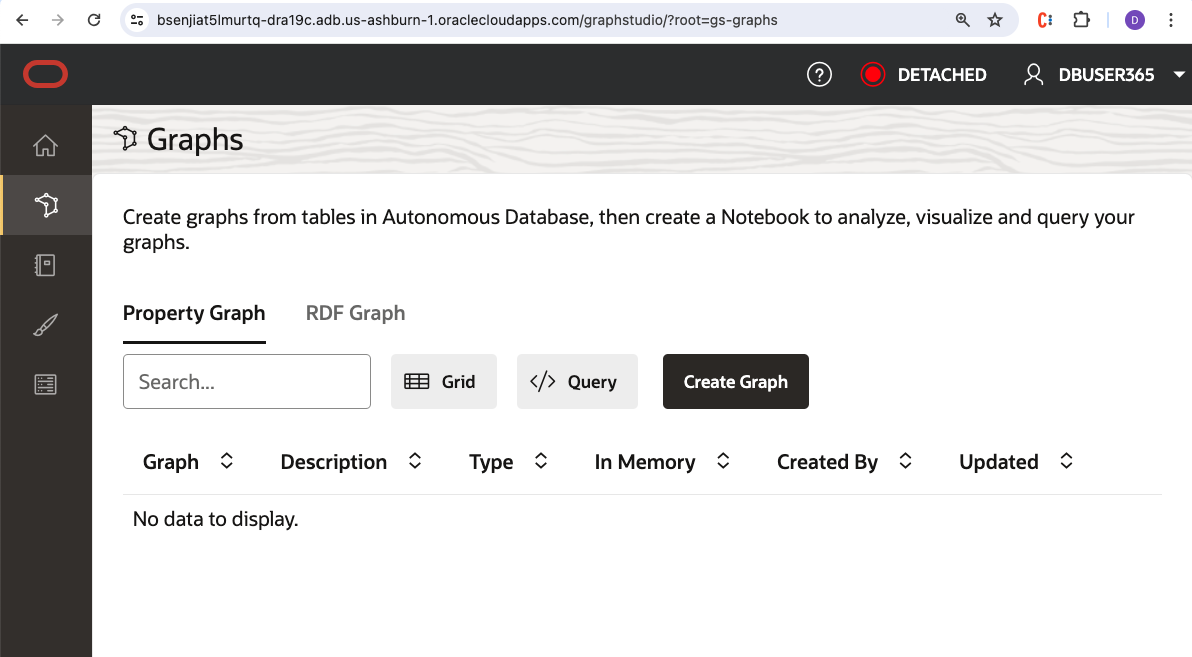 bsenjiat5lmurtq-dra19c.adb.us-ashburn-1.oraclecloudapps.com/graphstudio/?root=gs-graphs
C
D
? DETACHED DBUSER365
Graphs
Create graphs from tables in Autonomous Database, then create a Notebook to analyze, visualize and query your
graphs.
Property Graph RDF Graph
Search... Grid </> Query Create Graph
Graph Description Type In Memory Created By Updated
No data to display.